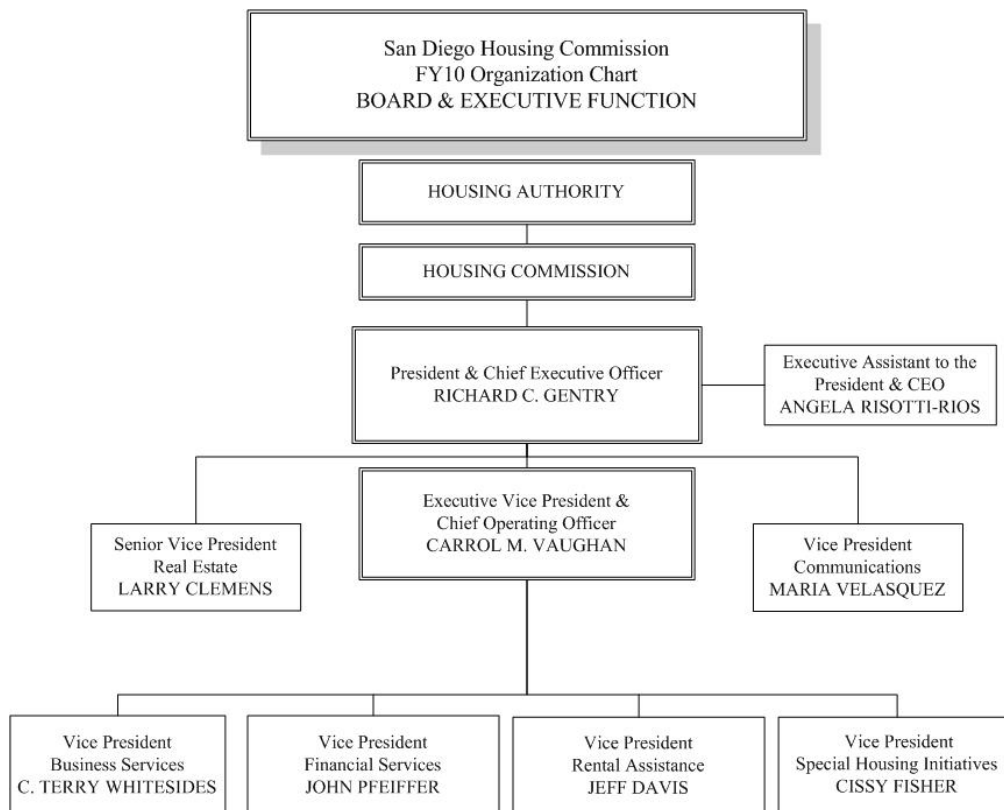 San Diego Housing Commission
FY10 Organization Chart
BOARD & EXECUTIVE FUNCTION
HOUSING AUTHORITY
HOUSING COMMISSION
President & Chief Executive Officer
RICHARD C. GENTRY
Executive Assistant to the
President & CEO
ANGELA RISOTTI-RIOS
Senior Vice President
Real Estate
LARRY CLEMENS
Executive Vice President &
Chief Operating Officer
CARROL M. VAUGHAN
Vice President
Communications
MARIA VELASQUEZ
Vice President
Business Services
C. TERRY WHITESIDES
Vice President
Financial Services
JOHN PFEIFFER
Vice President
Rental Assistance
JEFF DAVIS
Vice President
Special Housing Initiatives
CISSY FISHER